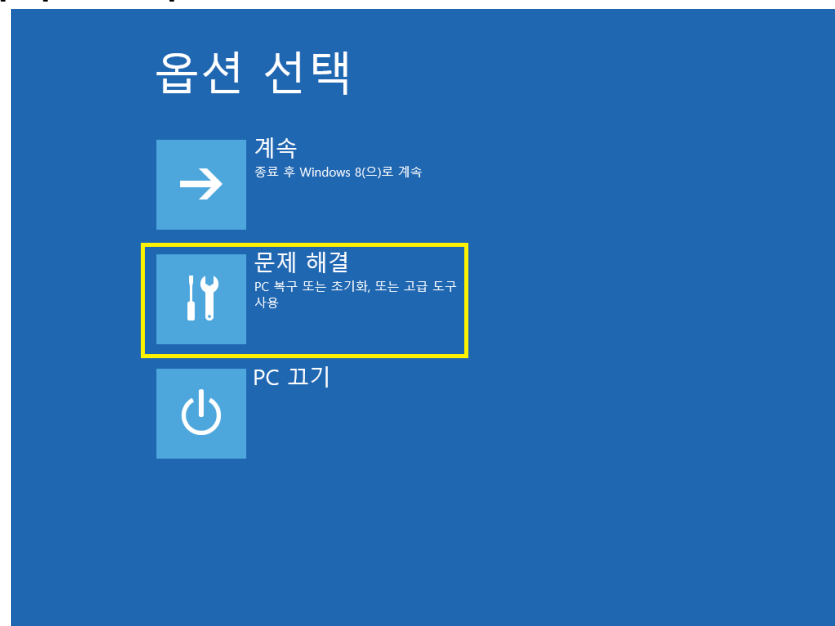 옵션 선택
계속
종료 후 Windows 8(으)로 계속
문제 해결
PC 복구 또는 초기화, 또는 고급 도구
사용
PC 끄기